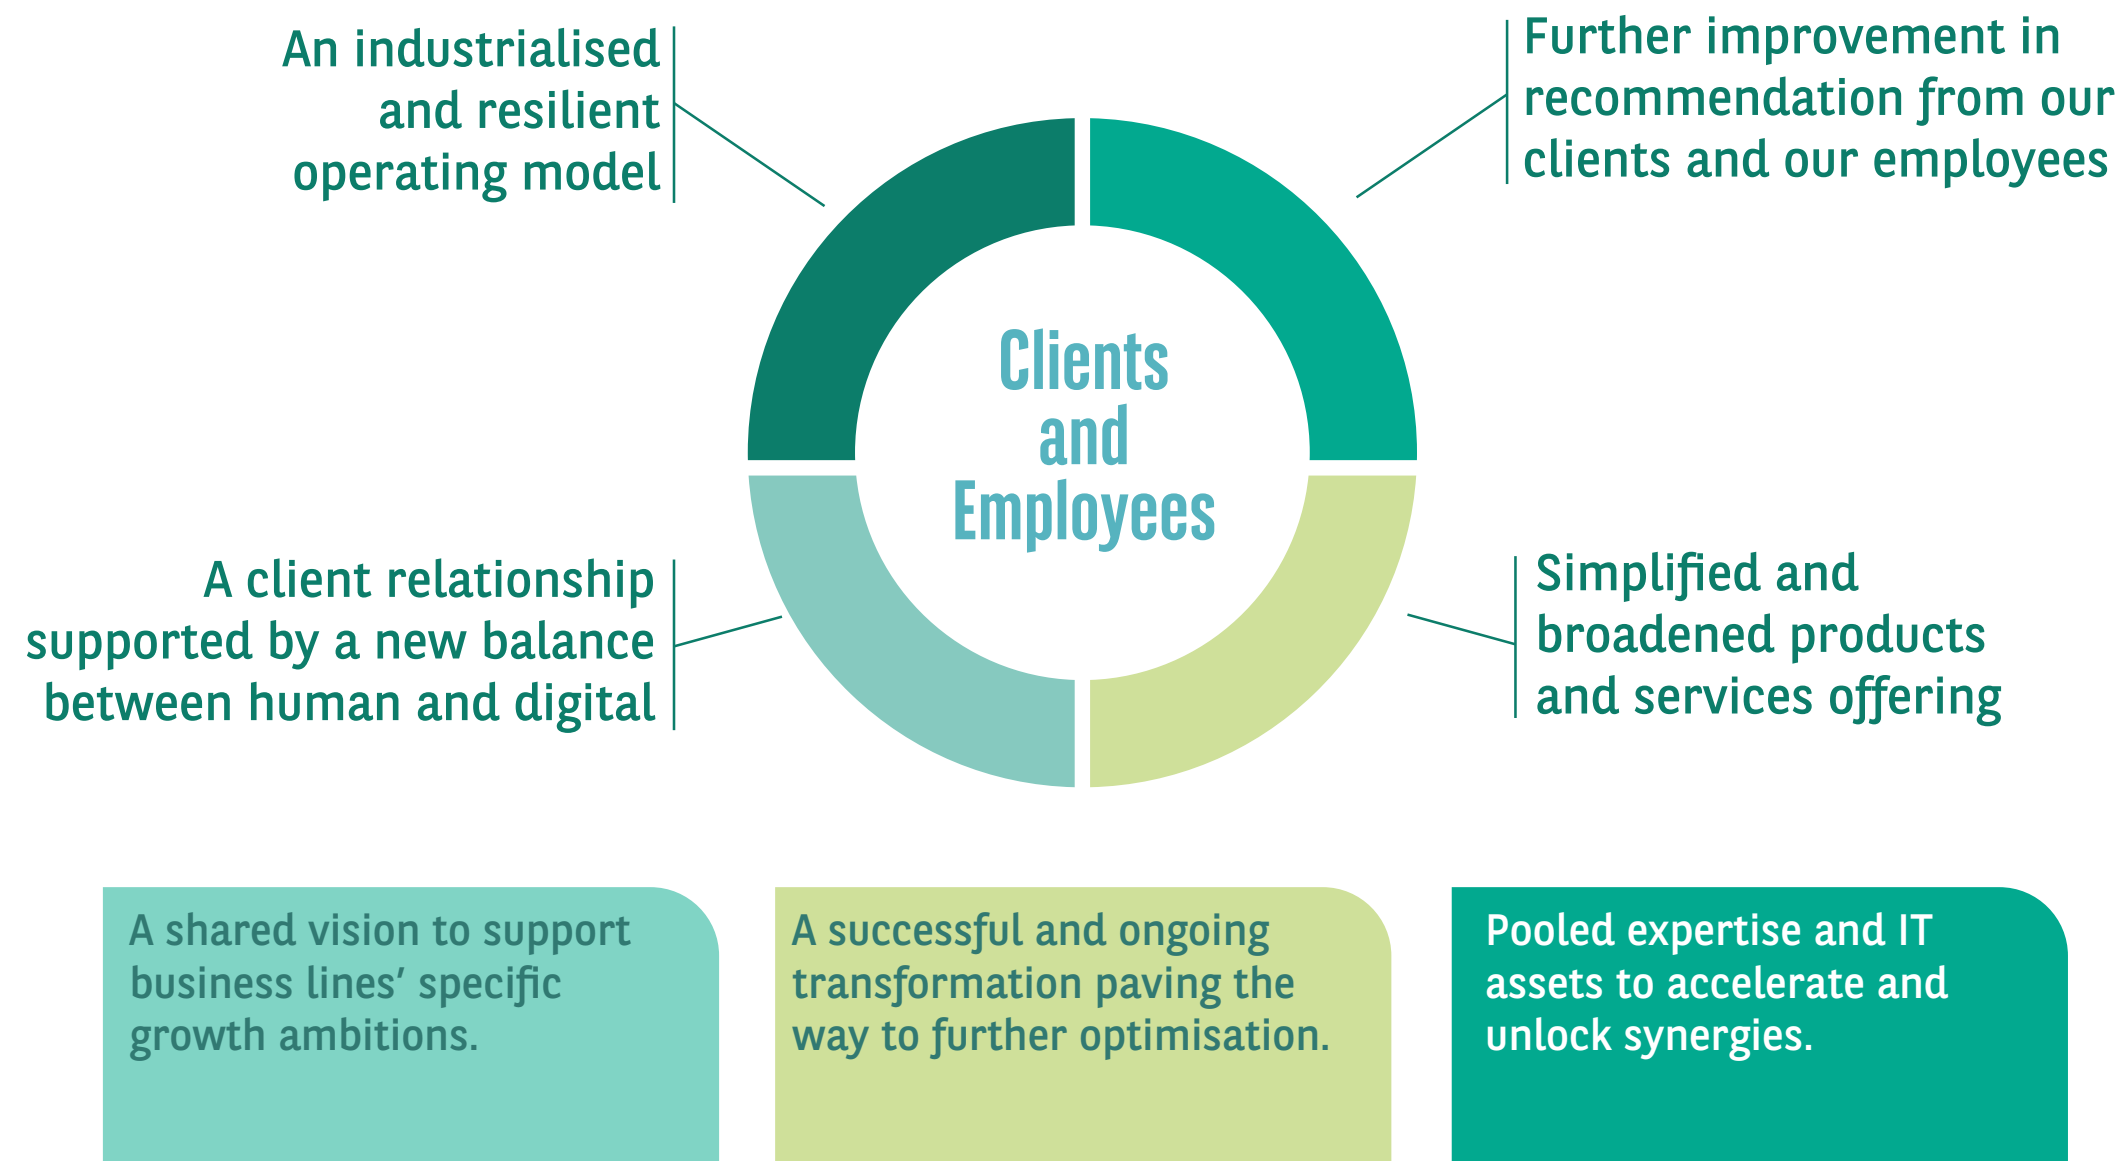 An industrialised
and resilient
operating model
Further improvement in
recommendation from our
clients and our employees
Clients
and
Employees
A client relationship
supported by a new balance
between human and digital
Simplified and
broadened products
and services offering
A shared vision to support
business lines’ specific
growth ambitions.
A successful and ongoing
transformation paving the
way to further optimisation.
Pooled expertise and IT
assets to accelerate and
unlock synergies.